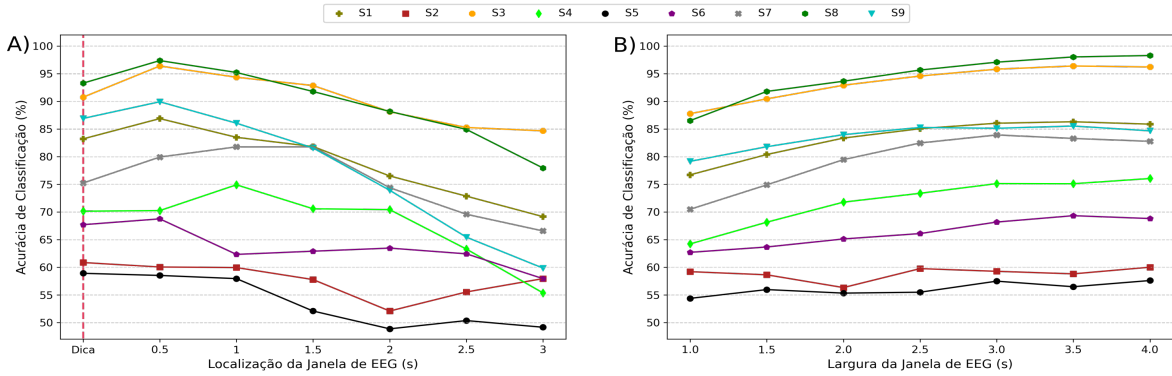 S1 S2 S3 S4 S5 S6 S7 S8 S9
A)
Acurácia de Classificação (%)
100
95
90
85
80
75
70
65
60
55
50
Dica 0.5 1 1.5 2 2.5 3
Localização da Janela de EEG (s)
B)
Acurácia de Classificação (%)
100
95
90
85
80
75
70
65
60
55
50
1.0 1.5 2.0 2.5 3.0 3.5 4.0
Largura da Janela de EEG (s)